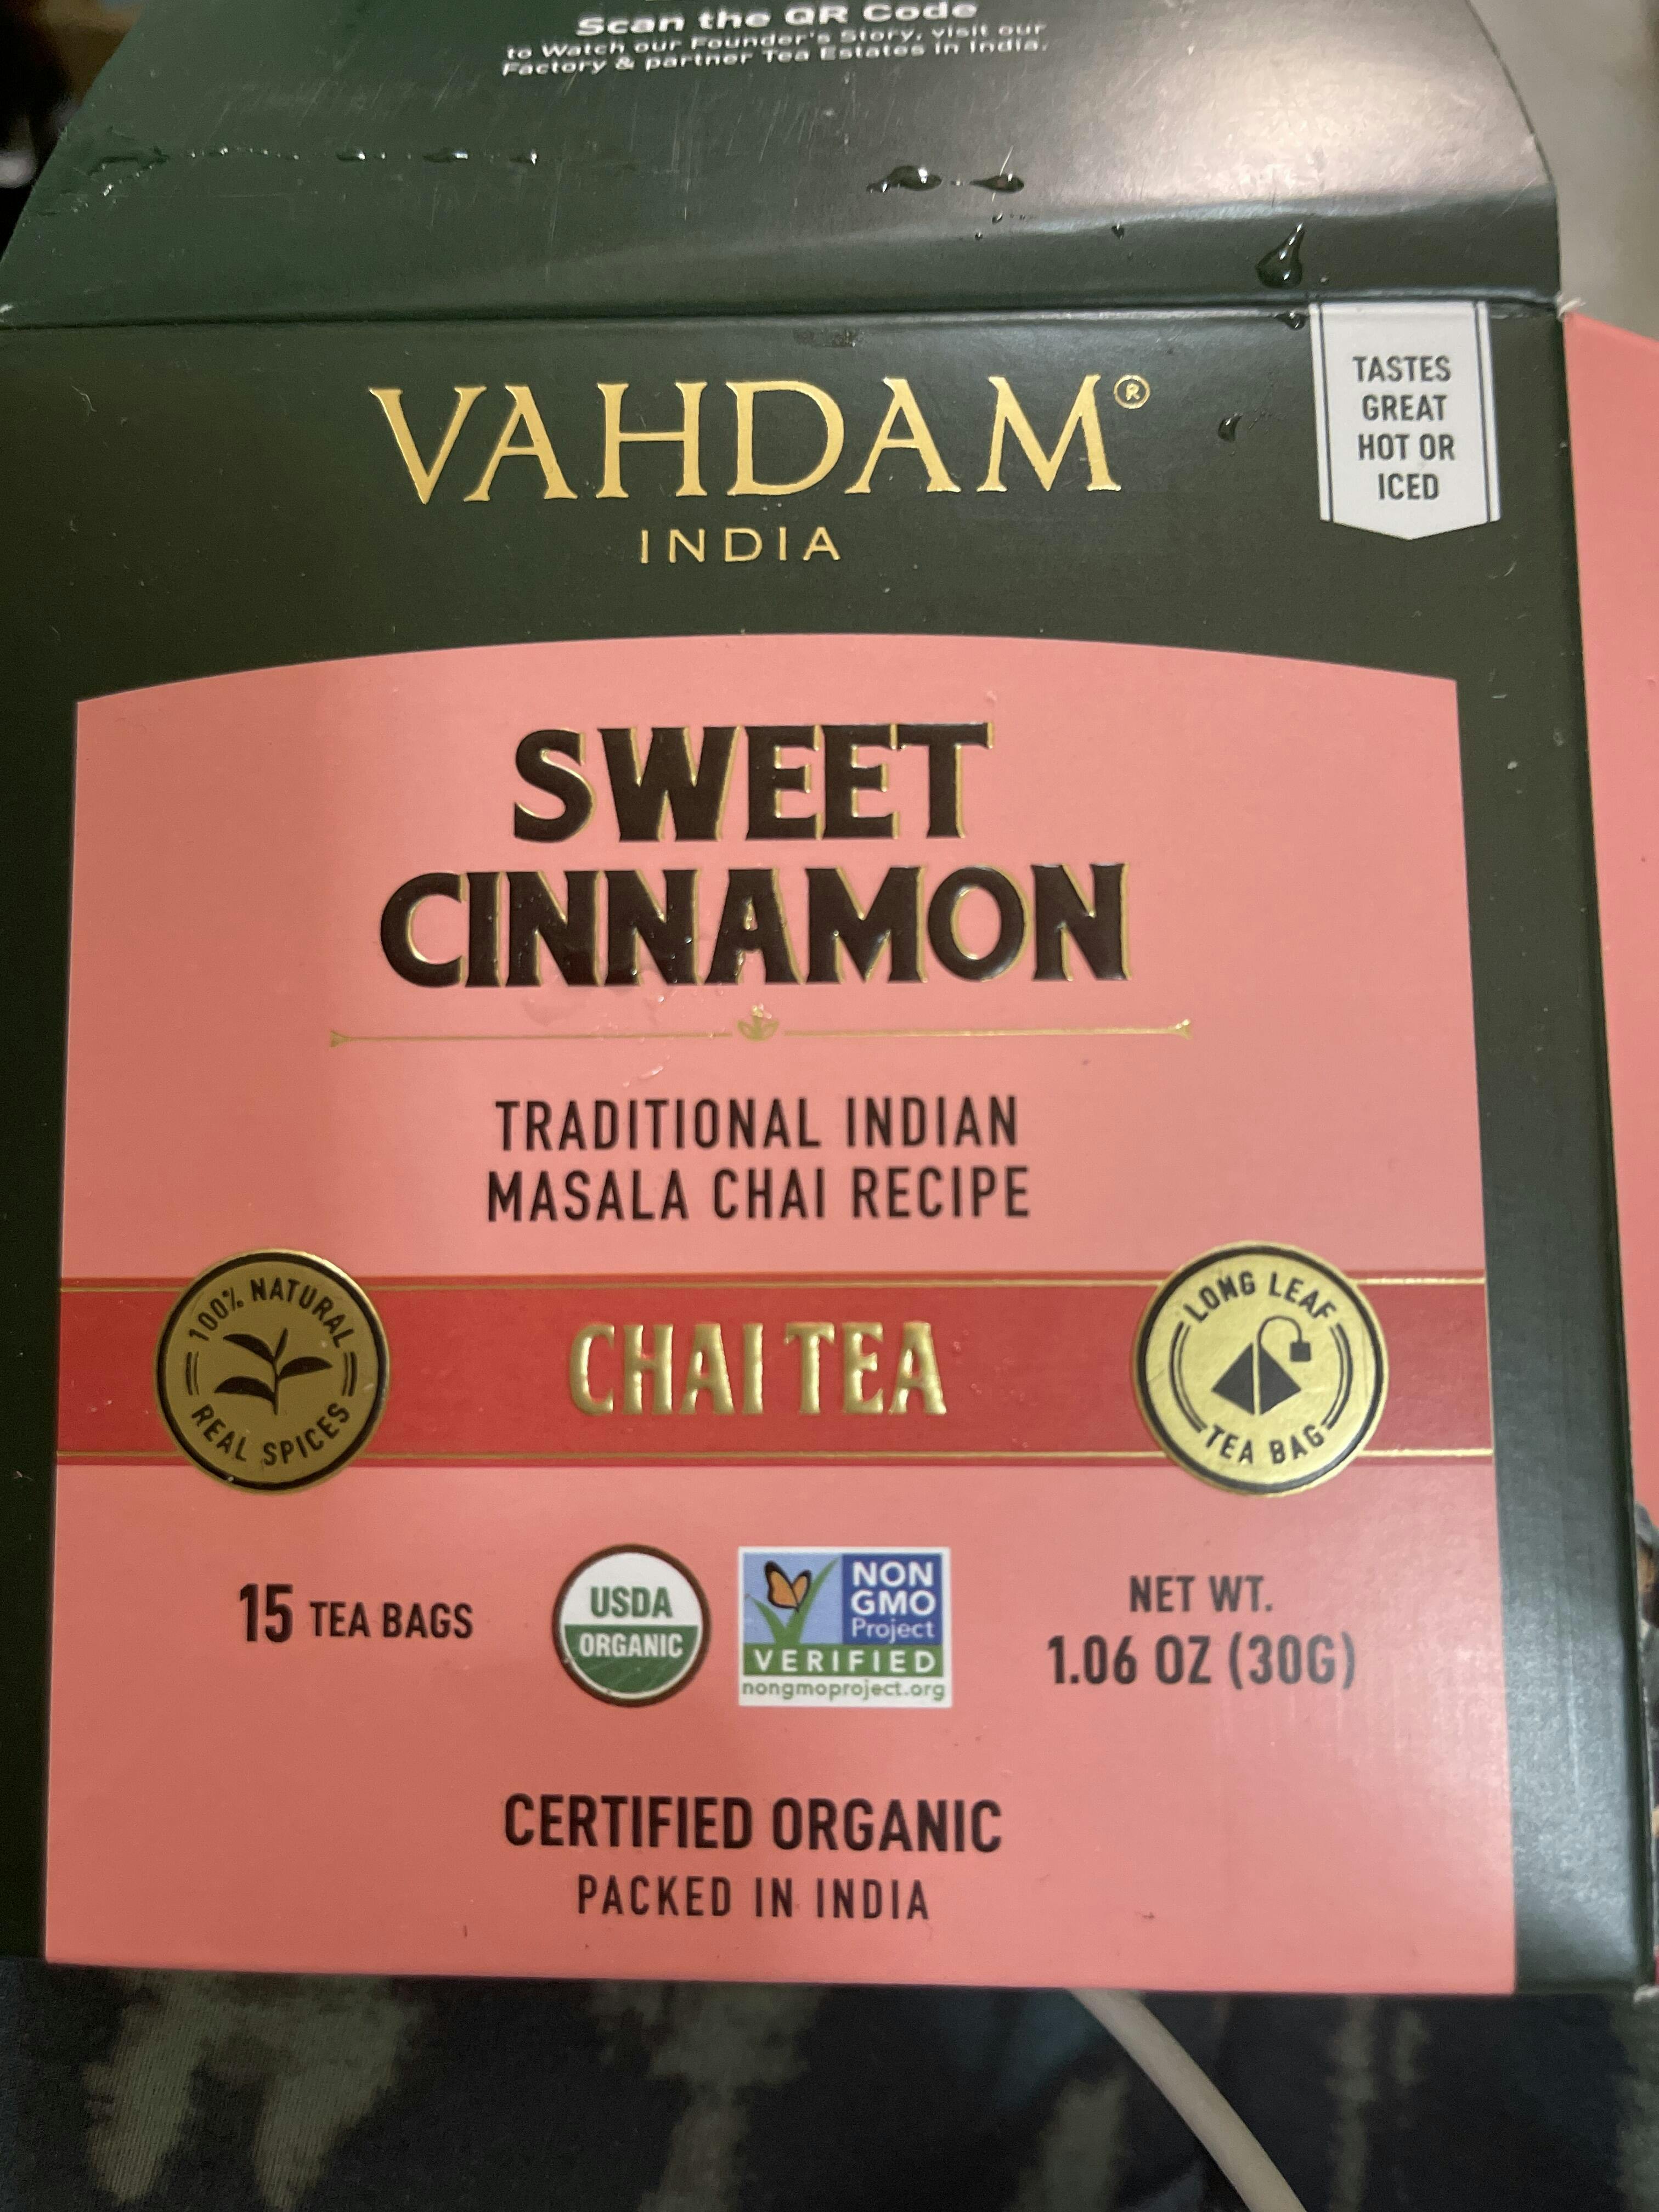 Scan the QR Code
to Watch our Founder's Story, visit our
Factory & partner Tea Estates in India.
VAHDAM®
INDIA
TASTES
GREAT
HOT OR
ICED
SWEET
CINNAMON
TRADITIONAL INDIAN
MASALA CHAI RECIPE
100% NATURAL
REAL SPICES
CHAI TEA
LONG LEAF
TEA BAG
15 TEA BAGS
USDA
ORGANIC
NON
GMO
Project
VERIFIED
nongmoproject.org
NET WT.
1.06 OZ (30G)
CERTIFIED ORGANIC
PACKED IN INDIA